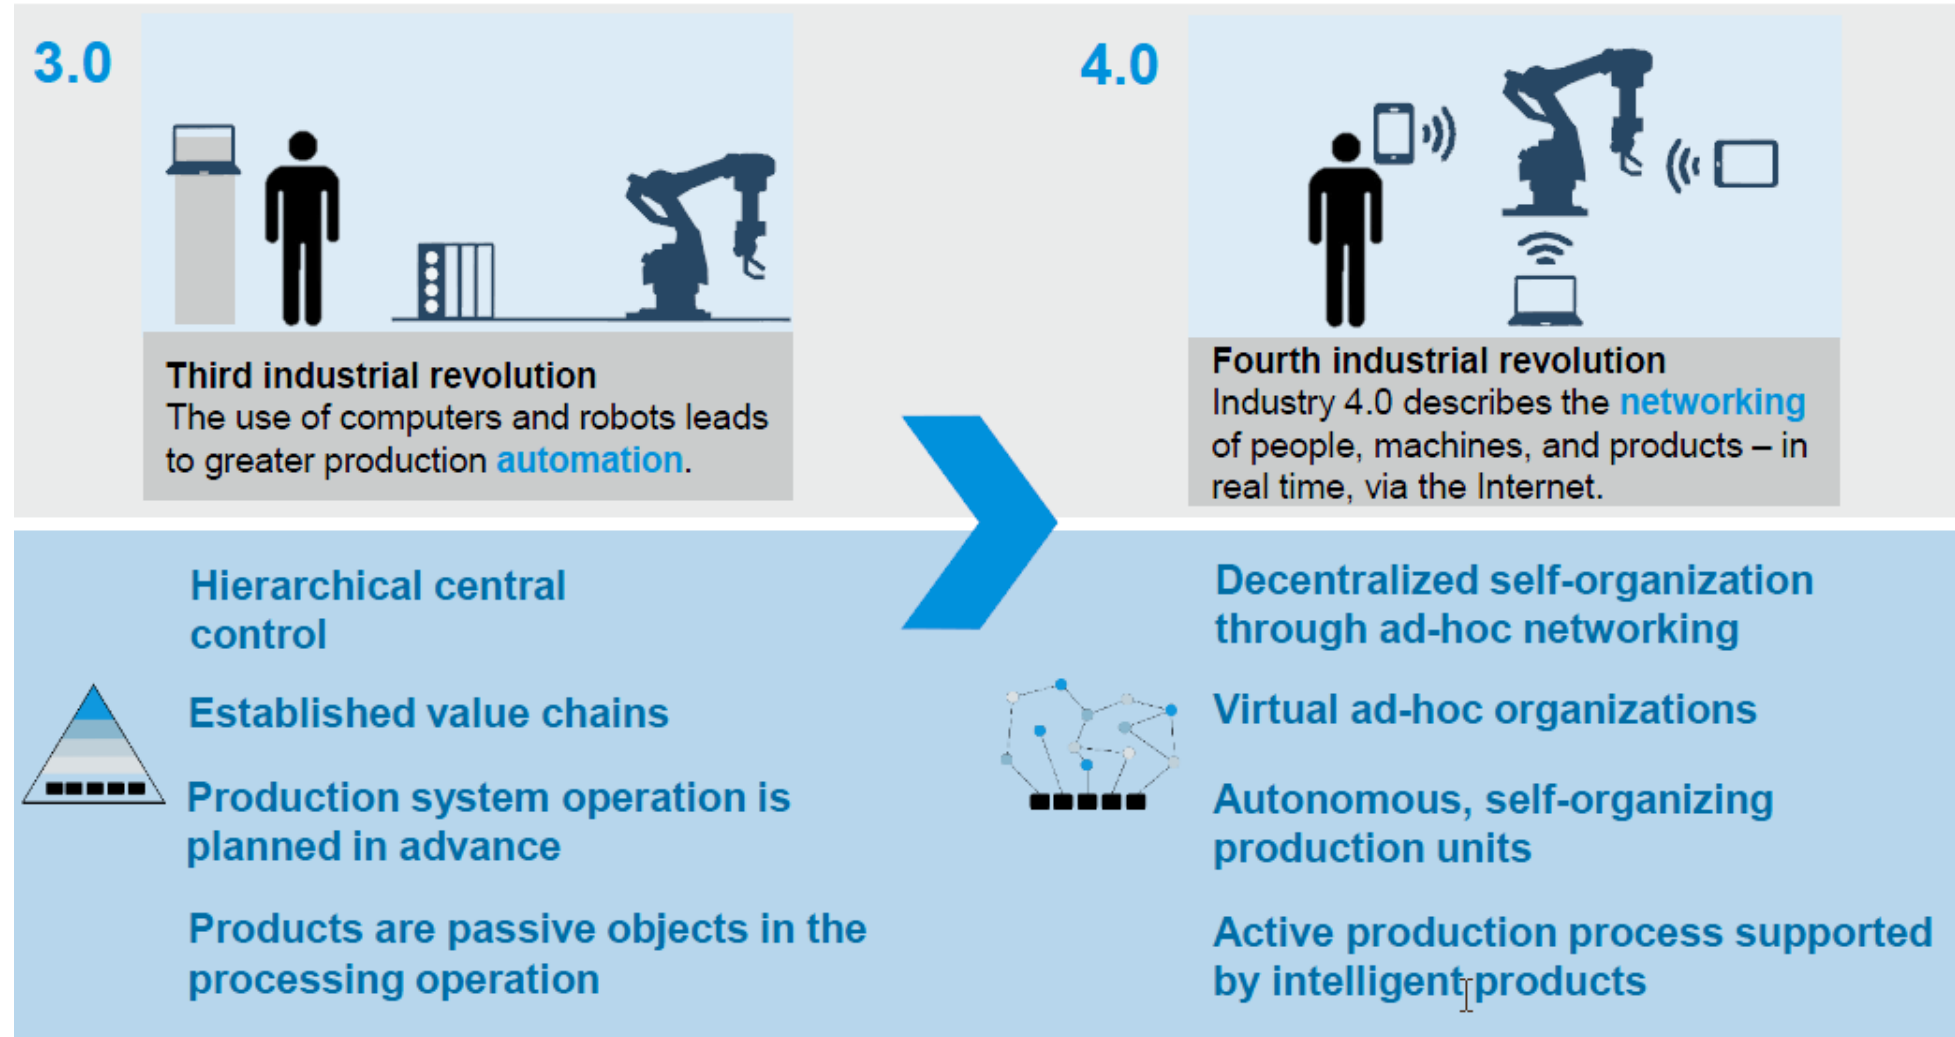 3.0
Third industrial revolution
The use of computers and robots leads
to greater production automation.
4.0
Fourth industrial revolution
Industry 4.0 describes the networking
of people, machines, and products – in
real time, via the Internet.
Hierarchical central
control
Established value chains
Production system operation is
planned in advance
Products are passive objects in the
processing operation
Decentralized self-organization
through ad-hoc networking
Virtual ad-hoc organizations
Autonomous, self-organizing
production units
Active production process supported
by intelligent products